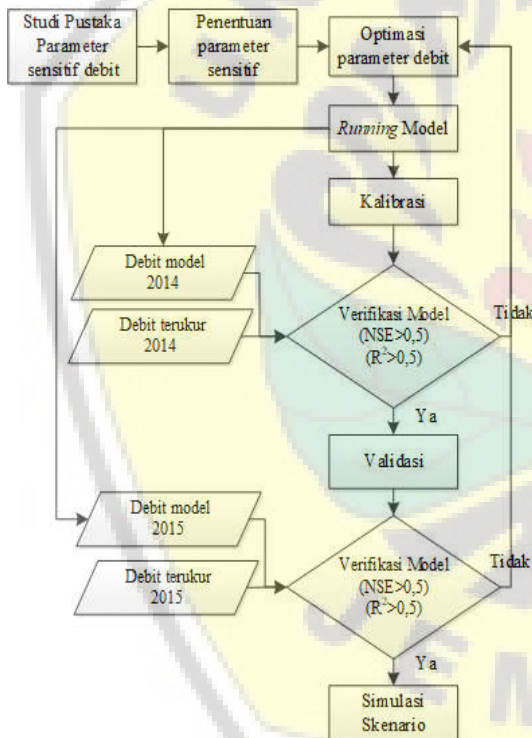 Studi Pustaka
Parameter
sensitif debit
Penentuan
parameter
sensitif
Optimasi
parameter debit
Running Model
Kalibrasi
Debit model
2014
Debit terukur
2014
Verifikasi Model
(NSE>0,5)
(R²>0,5)
Tidak
Ya
Validasi
Debit model
2015
Debit terukur
2015
Verifikasi Model
(NSE>0,5)
(R²>0,5)
Tidak
Ya
Simulasi
Skenario